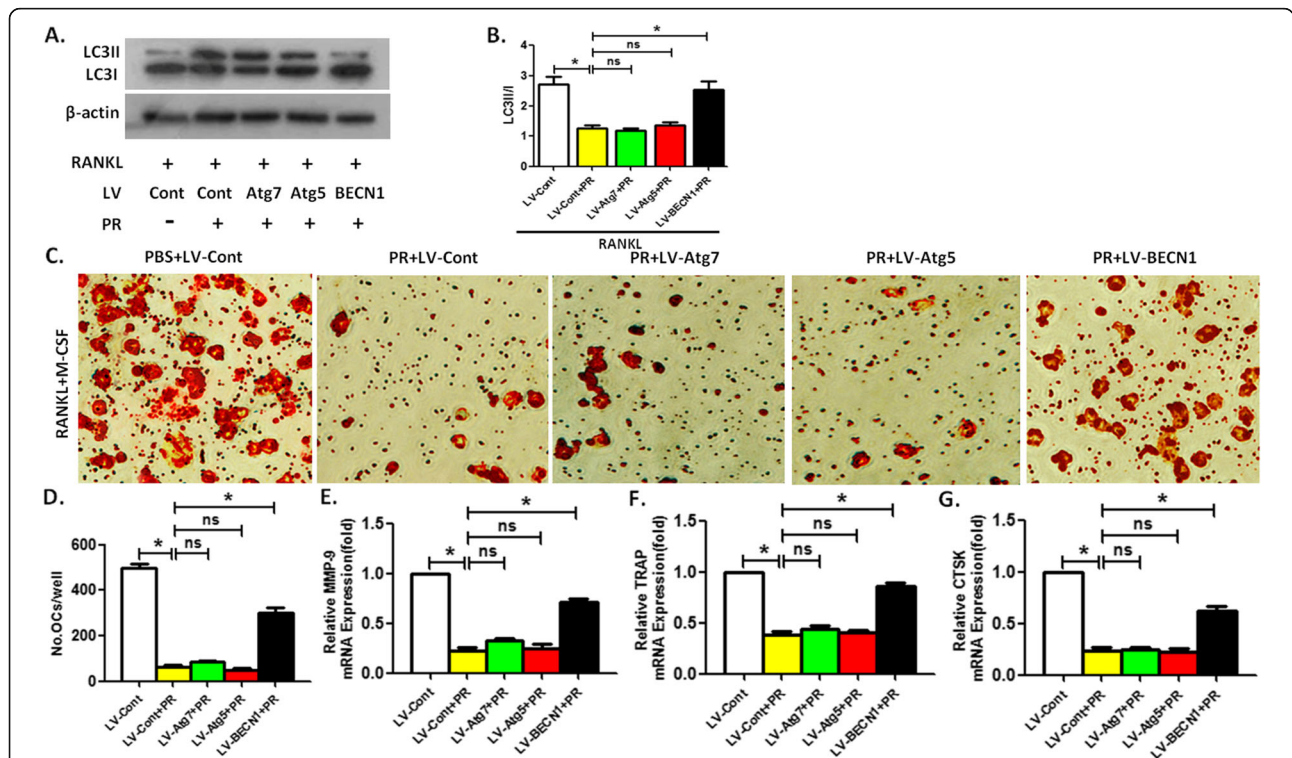 A.
LC3II
LC3I
β-actin
RANKL + + + + +
LV Cont Cont Atg7 Atg5 BECN1
PR - + + + +
B.
*
ns
* ns
LC3II/I
4
3
2
1
0
LV-Cont
LV-Cont+PR
LV-Atg7+PR
LV-Atg5+PR
LV-BECN1+PR
RANKL
C.
PBS+LV-Cont PR+LV-Cont PR+LV-Atg7 PR+LV-Atg5 PR+LV-BECN1
RANKL+M-CSF
D.
*
ns
* ns
No.OCs/well
600
400
200
0
LV-Cont
LV-Cont+PR
LV-Atg7+PR
LV-Atg5+PR
LV-BECN1+PR
E.
*
ns
* ns
Relative MMP-9
mRNA Expression(fold)
1.5
1.0
0.5
0.0
LV-Cont
LV-Cont+PR
LV-Atg7+PR
LV-Atg5+PR
LV-BECN1+PR
F.
*
ns
* ns
Relative TRAP
mRNA Expression(fold)
1.5
1.0
0.5
0.0
LV-Cont
LV-Cont+PR
LV-Atg7+PR
LV-Atg5+PR
LV-BECN1+PR
G.
*
ns
* ns
Relative CTSK
mRNA Expression(fold)
1.5
1.0
0.5
0.0
LV-Cont
LV-Cont+PR
LV-Atg7+PR
LV-Atg5+PR
LV-BECN1+PR